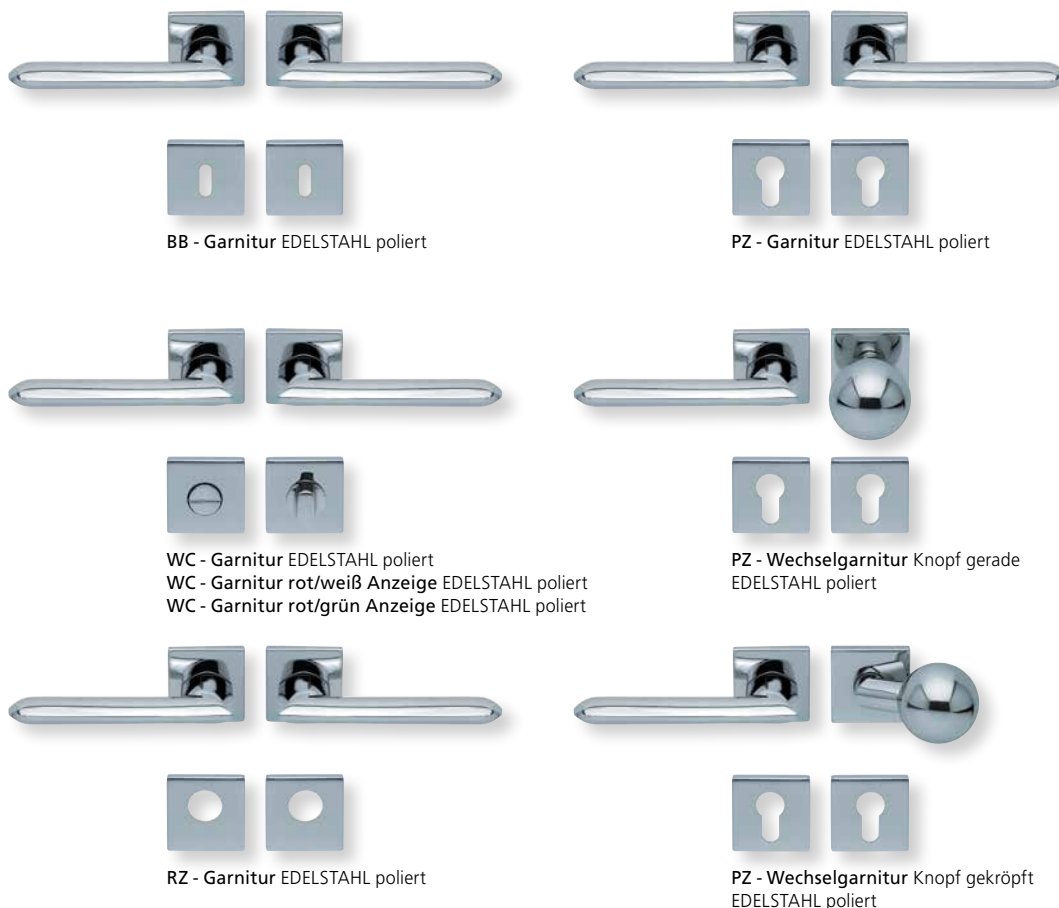 BB - Garnitur EDELSTAHL poliert
PZ - Garnitur EDELSTAHL poliert
WC - Garnitur EDELSTAHL poliert
WC - Garnitur rot/weiß Anzeige EDELSTAHL poliert
WC - Garnitur rot/grün Anzeige EDELSTAHL poliert
PZ - Wechselgarnitur Knopf gerade
EDELSTAHL poliert
RZ - Garnitur EDELSTAHL poliert
PZ - Wechselgarnitur Knopf gekröpft
EDELSTAHL poliert